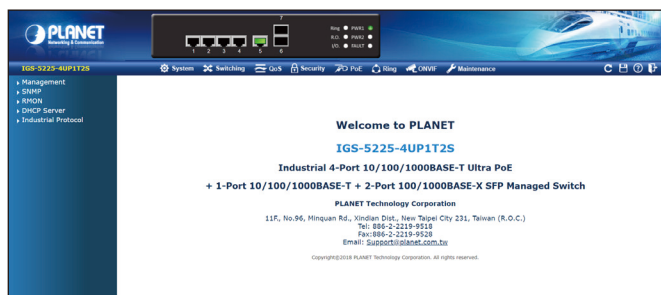 PLANET
Networking & Communication
7
1 2 3 4 5 6
Ring PWR1
R.O. PWR2
I/O. FAULT
IGS-5225-4UP1T2S
System Switching QoS Security PoE Ring ONVIF Maintenance
Management
SNMP
RMON
DHCP Server
Industrial Protocol
Welcome to PLANET
IGS-5225-4UP1T2S
Industrial 4-Port 10/100/1000BASE-T Ultra PoE
+ 1-Port 10/100/1000BASE-T + 2-Port 100/1000BASE-X SFP Managed Switch
PLANET Technology Corporation
11F., No.96, Minquan Rd., Xindian Dist., New Taipei City 231, Taiwan (R.O.C.)
Tel: 886-2-2219-9518
Fax:886-2-2219-9528
Email: Support@planet.com.tw
Copyright©2018 PLANET Technology Corporation. All rights reserved.